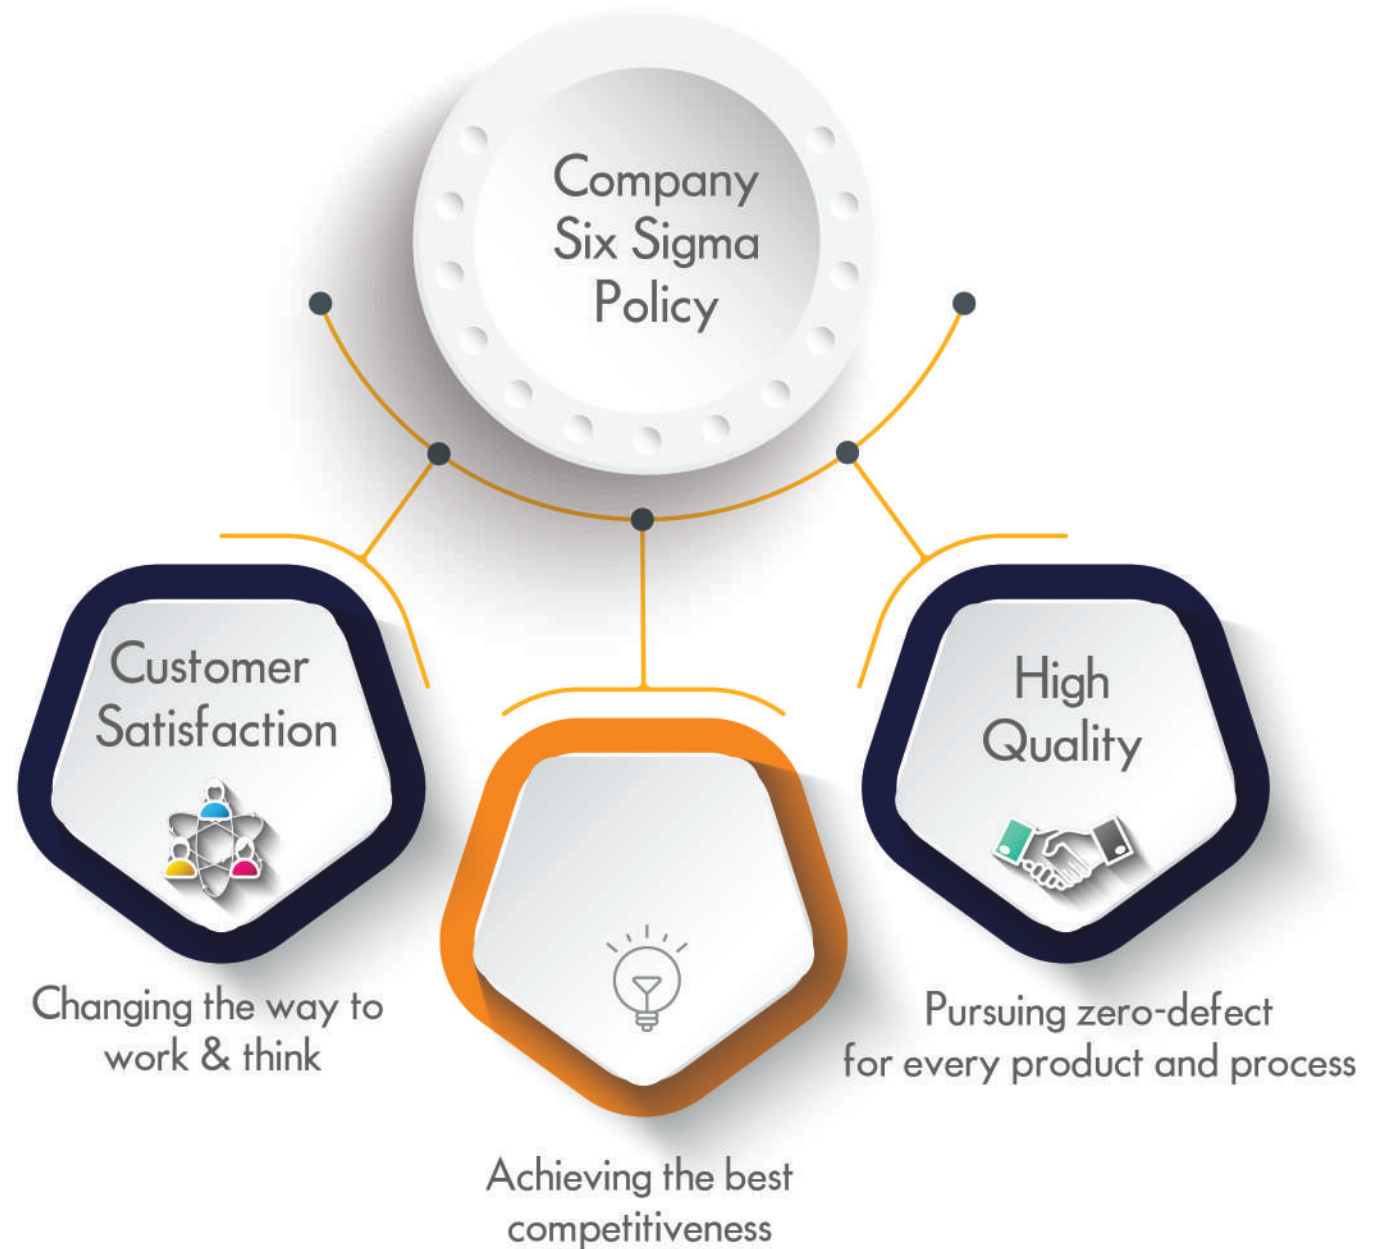 Company
Six Sigma
Policy
Customer
Satisfaction
High
Quality
Changing the way to
work & think
Pursuing zero-defect
for every product and process
Achieving the best
competitiveness